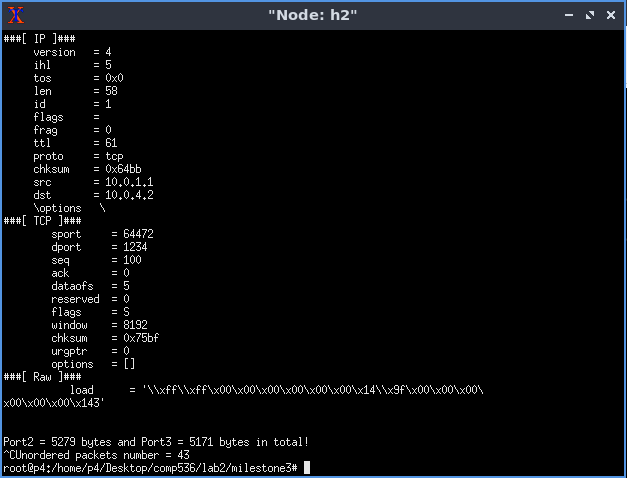 "Node: h2"
###[ IP ]###
version = 4
ihl = 5
tos = 0x0
len = 58
id = 1
flags =
frag = 0
ttl = 61
proto = tcp
chksum = 0x64bb
src = 10.0.1.1
dst = 10.0.4.2
\options \
###[ TCP ]###
sport = 64472
dport = 1234
seq = 100
ack = 0
dataofs = 5
reserved = 0
flags = S
window = 8192
chksum = 0x75bf
urgptr = 0
options = []
###[ Raw ]###
load = '\\xff\\xff\x00\x00\x00\x00\x00\x00\x14\\x9f\x00\x00\x00\
x00\x00\x00\x143'
Port2 = 5279 bytes and Port3 = 5171 bytes in total!
^CUnordered packets number = 43
root@p4:/home/p4/Desktop/comp536/lab2/milestone3#